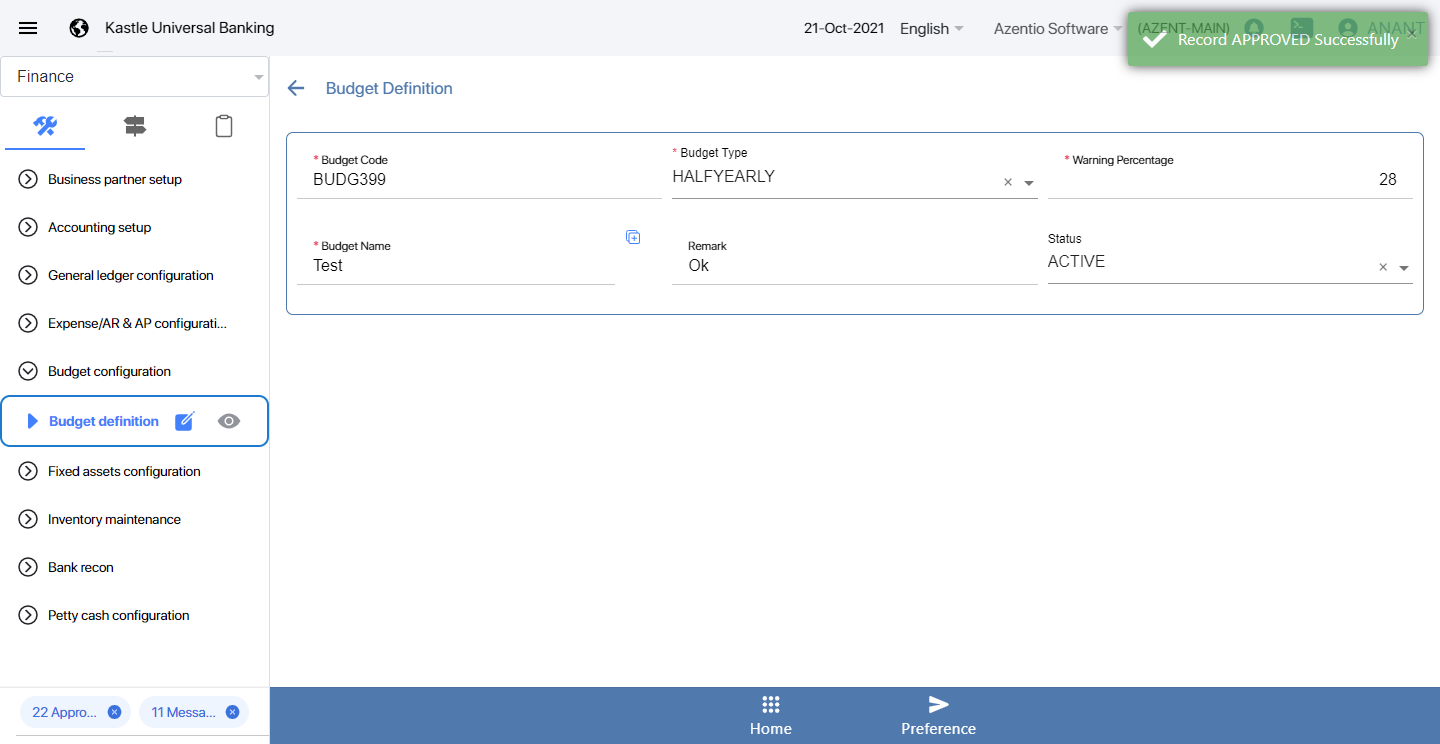 Kastle Universal Banking
21-Oct-2021
English
Azentio Software
(AZENT-MAIN)
ANANT
Record APPROVED Successfully
Finance
Business partner setup
Accounting setup
General ledger configuration
Expense/AR & AP configurati...
Budget configuration
Budget definition
Fixed assets configuration
Inventory maintenance
Bank recon
Petty cash configuration
22 Appro...
11 Messa...
Budget Definition
* Budget Code
BUDG399
* Budget Type
HALFYEARLY
* Warning Percentage
28
* Budget Name
Test
Remark
Ok
Status
ACTIVE
Home
Preference